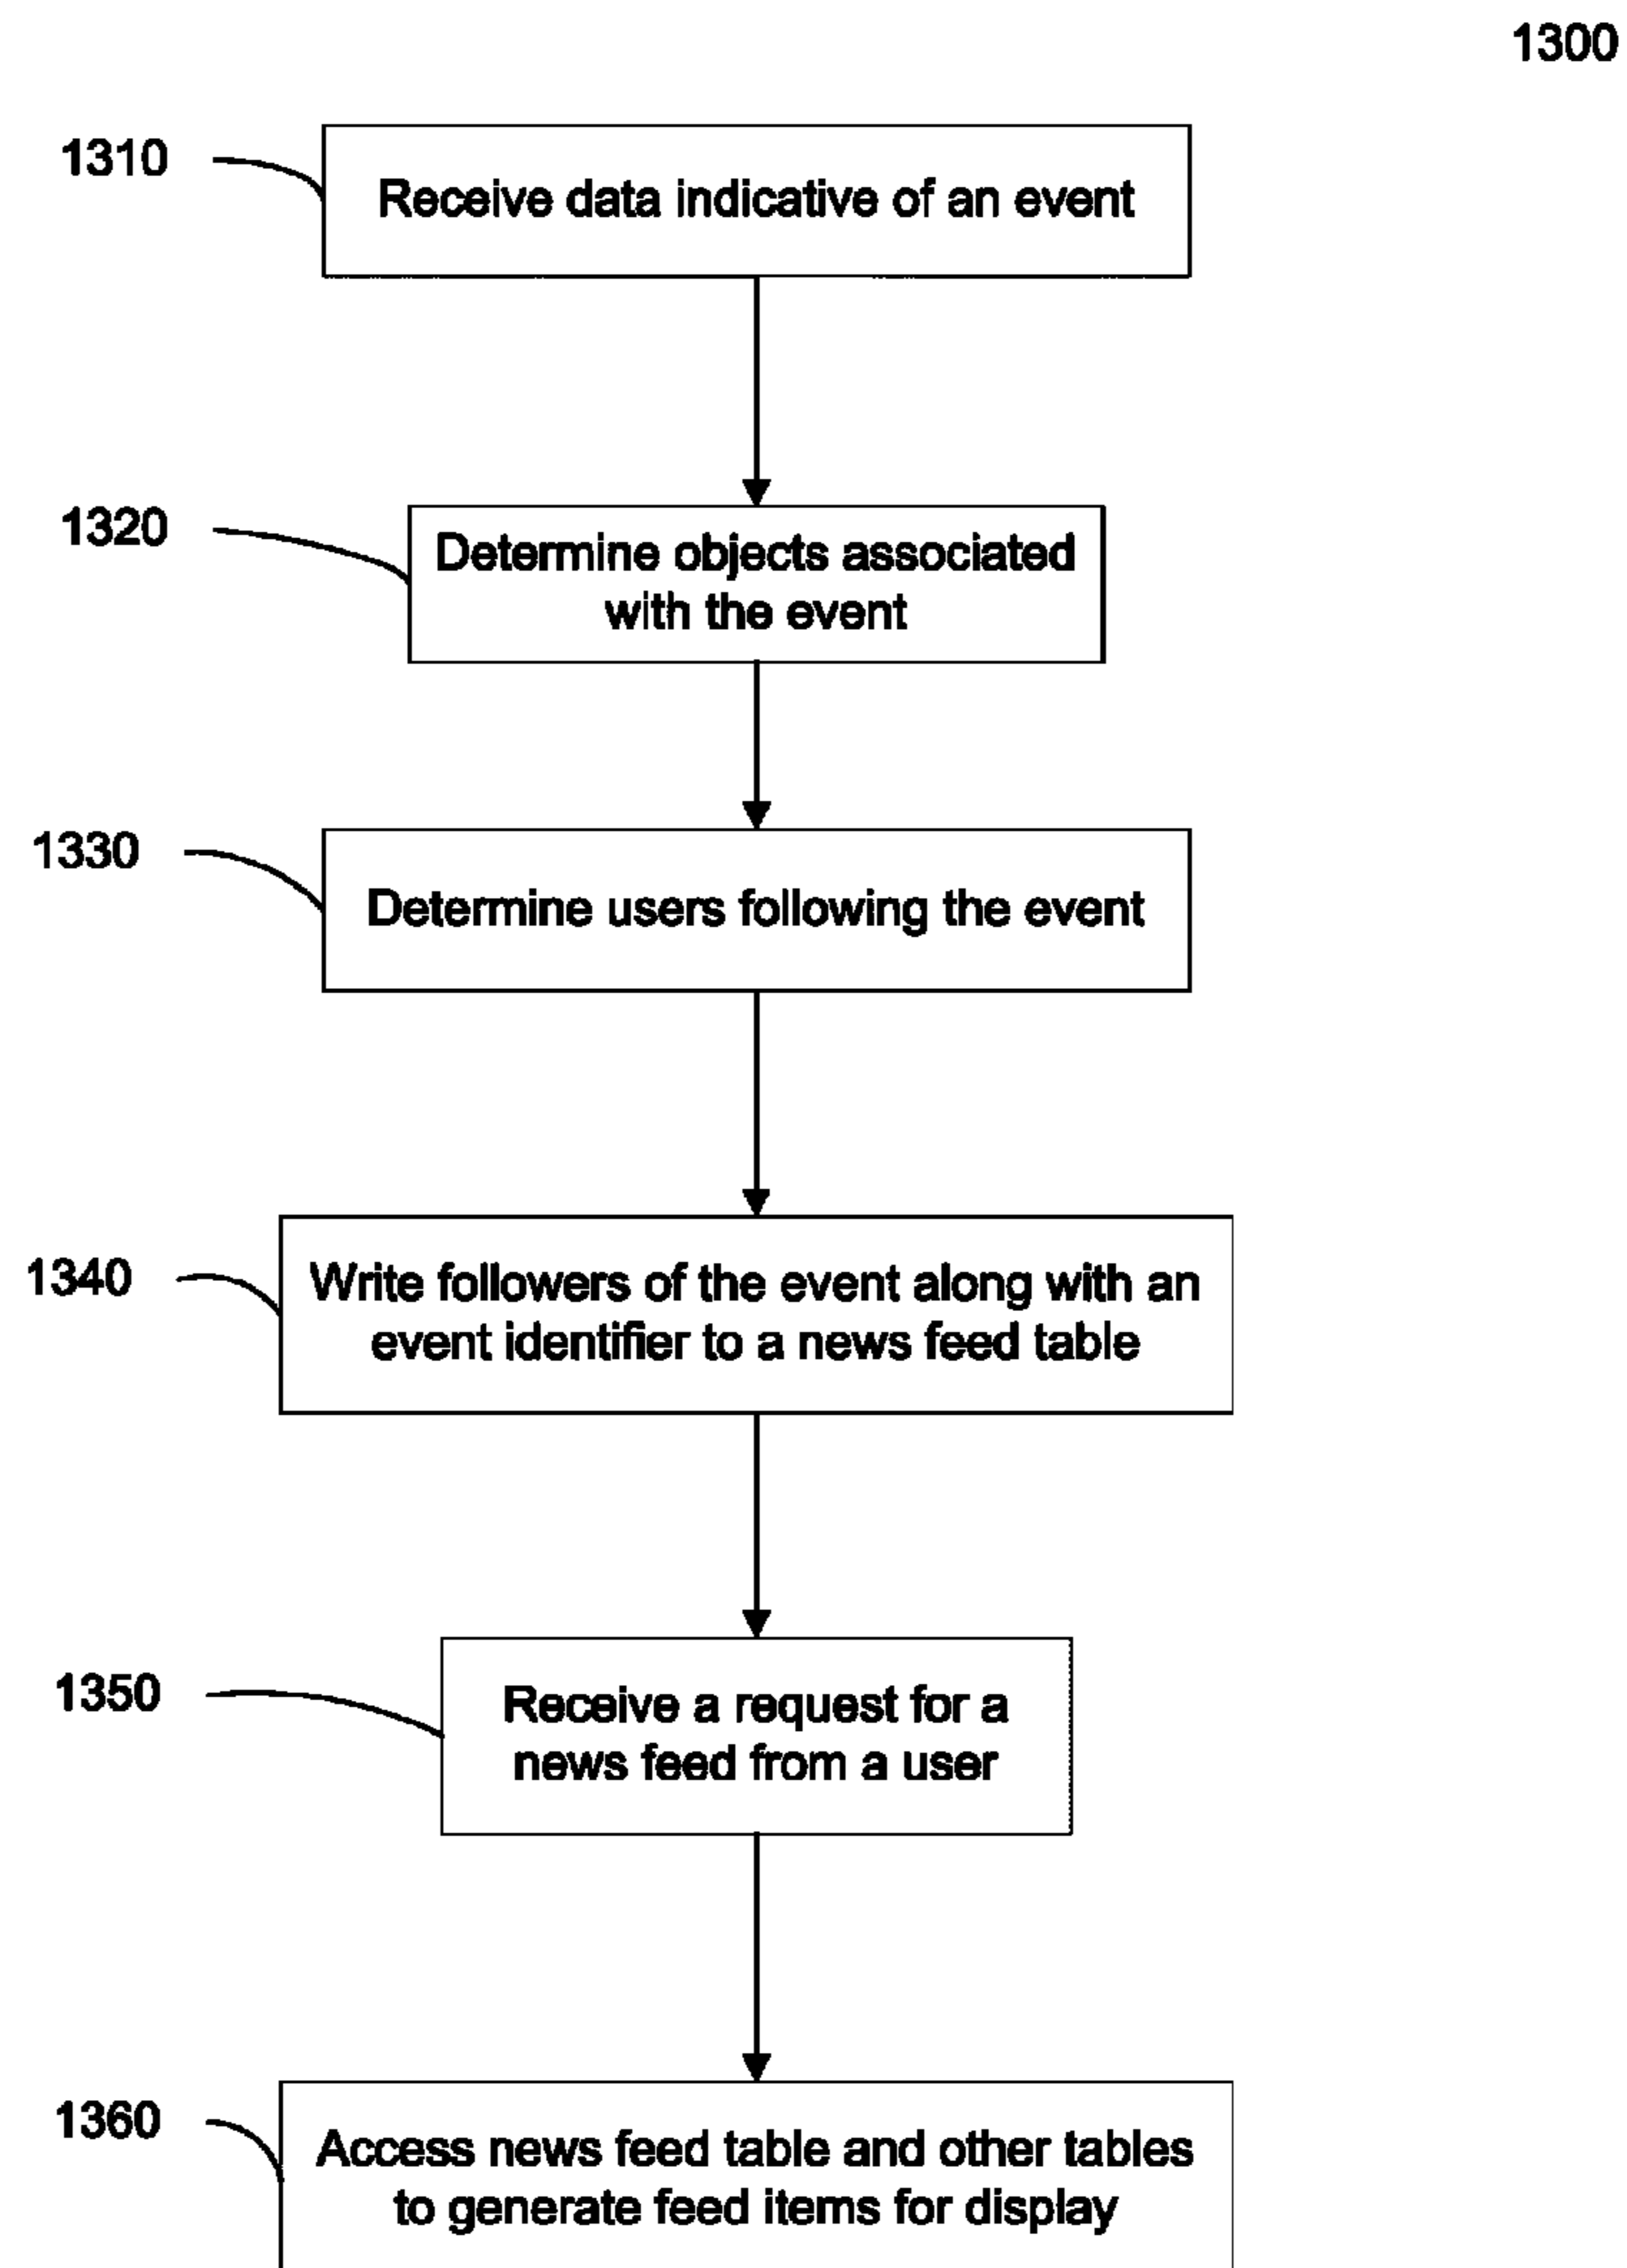 1300
1310
Receive data indicative of an event
1320
Determine objects associated
with the event
1330
Determine users following the event
1340
Write followers of the event along with an
event identifier to a news feed table
1350
Receive a request for a
news feed from a user
1360
Access news feed table and other tables
to generate feed items for display